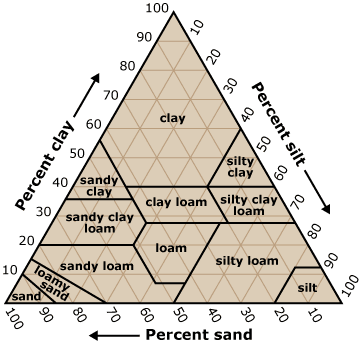 100
90
10
80
20
Percent clay
Percent silt
70
30
60
clay
40
50
50
silty
clay
60
sandy
clay
40
clay loam
silty clay
loam
70
30
sandy clay
loam
80
20
loam
90
sandy loam
silty loam
10
loamy
sand
100
sand
silt
100
90
80
70
60
50
40
30
20
10
Percent sand